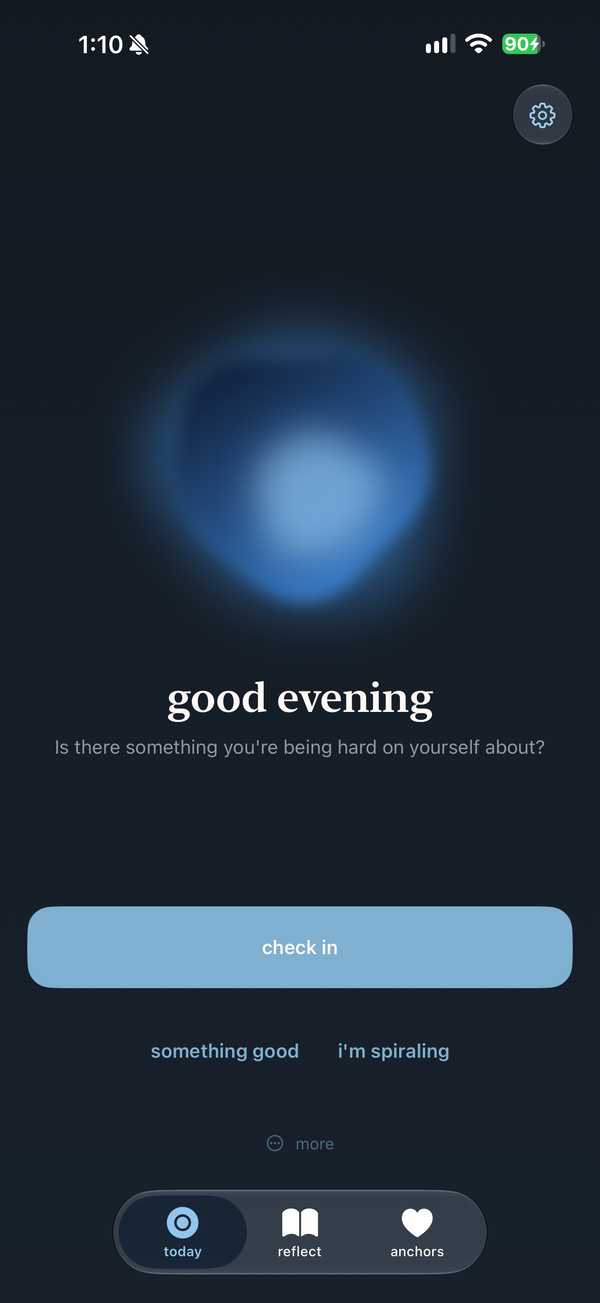 1:10
90
good evening
Is there something you're being hard on yourself about?
check in
something good i'm spiraling
more
today reflect anchors